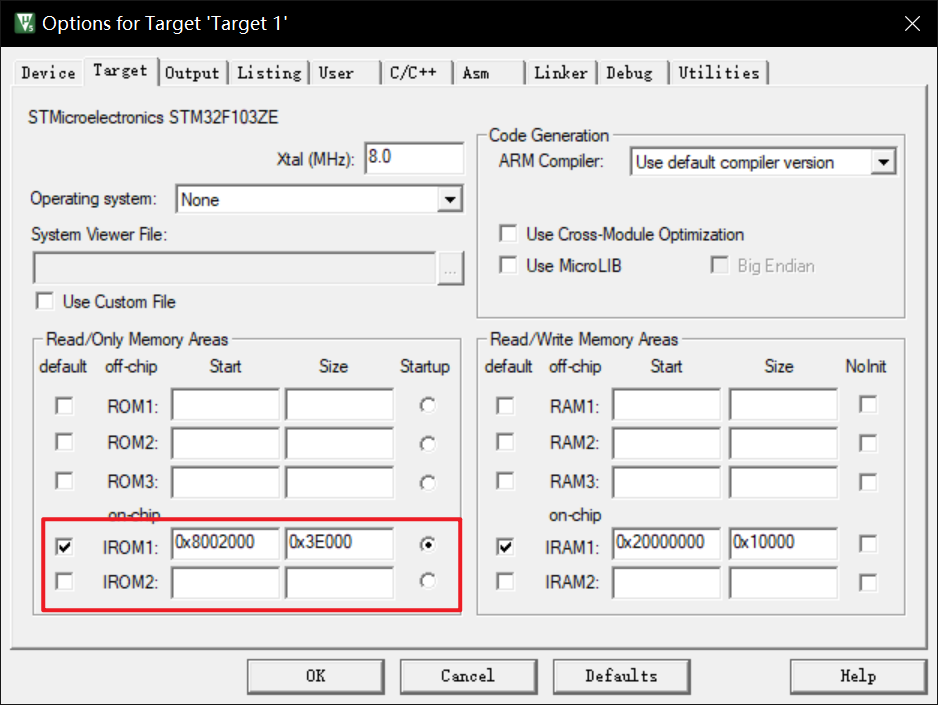 Options for Target 'Target 1'
Device Target Output Listing User C/C++ Asm Linker Debug Utilities
STMicroelectronics STM32F103ZE
Xtal (MHz): 8.0
Operating system: None
System Viewer File:
...
Use Custom File
Code Generation
ARM Compiler: Use default compiler version
Use Cross-Module Optimization
Use MicroLIB Big Endian
Read/Only Memory Areas
default off-chip Start Size Startup
ROM1:
ROM2:
ROM3:
on-chip
IROM1: 0x8002000 0x3E000
IROM2:
Read/Write Memory Areas
default off-chip Start Size NoInit
RAM1:
RAM2:
RAM3:
on-chip
IRAM1: 0x20000000 0x10000
IRAM2:
OK Cancel Defaults Help